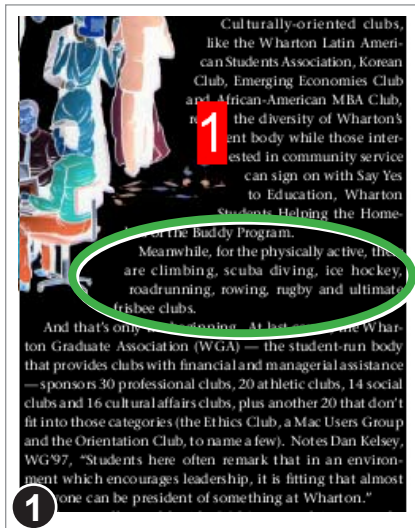 Culturally-oriented clubs,
like the Wharton Latin Ameri-
can Students Association, Korean
Club, Emerging Economies Club
and African-American MBA Club,
1
the diversity of Wharton's
ent body while those inter-
ested in community service
can sign on with Say Yes
to Education, Wharton
Students Helping the Home-
or the Buddy Program.
Meanwhile, for the physically active,
are climbing, scuba diving, ice hockey,
roadrunning, rowing, rugby and ultimate
frisbee clubs.
And that's only beginning. At last the Whar-
ton Graduate Association (WGA) — the student-run body
that provides clubs with financial and managerial assistance
— sponsors 30 professional clubs, 20 athletic clubs, 14 social
clubs and 16 cultural affairs clubs, plus another 20 that don't
fit into those categories (the Ethics Club, a Mac Users Group
and the Orientation Club, to name a few). Notes Dan Kelsey,
WG'97, "Students here often remark that in an environ-
ment which encourages leadership, it is fitting that almost
one can be president of something at Wharton."
1